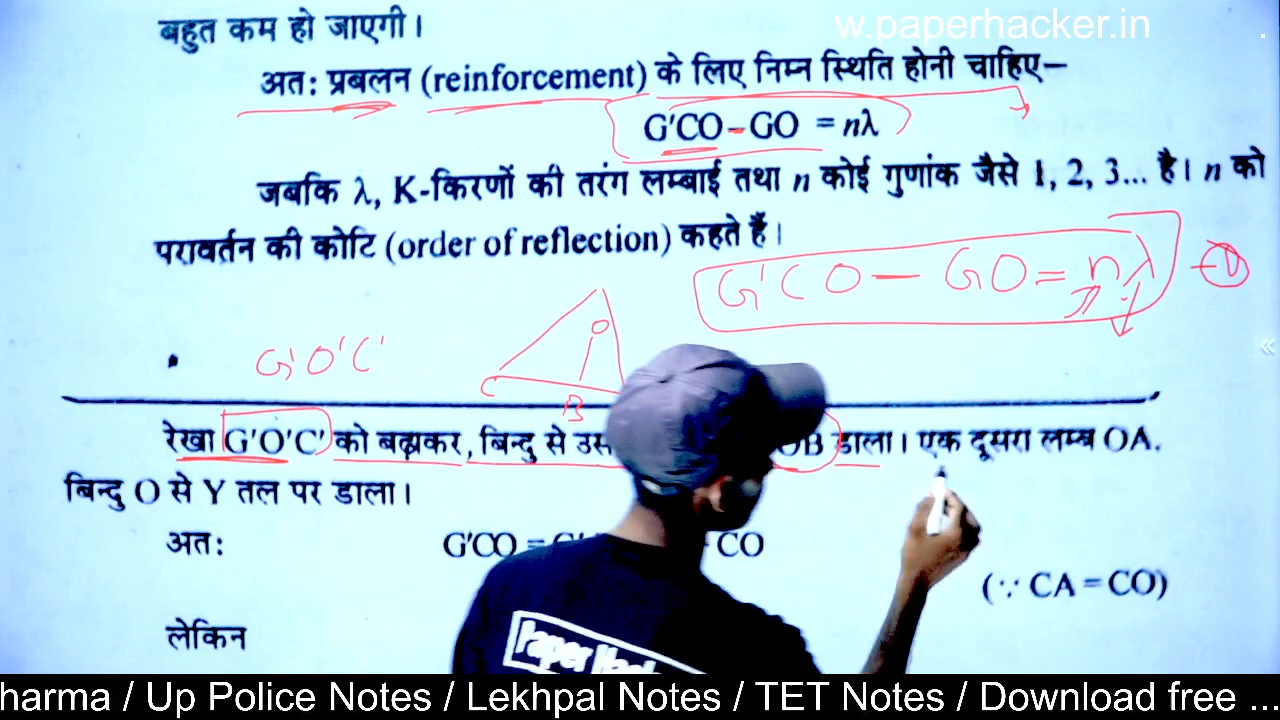 बहुत कम हो जाएगी।
w.paperhacker.in
अत: प्रबलन (reinforcement) के लिए निम्न स्थिति होनी चाहिए–
G'CO – GO = nλ
जबकि λ, K-किरणों की तरंग लम्बाई तथा n कोई गुणांक जैसे 1, 2, 3... है। n को
परावर्तन की कोटि (order of reflection) कहते हैं।
G'CO – GO = nλ
G'O'C'
O
C
B
रेखा G'O'C' को बढ़ाकर, बिन्दु से उस OB डाला। एक दूसरा लम्ब OA.
बिन्दु O से Y तल पर डाला।
अत: G'CO = CO
(∵ CA = CO)
लेकिन
Paper
harma / Up Police Notes / Lekhpal Notes / TET Notes / Download free ...